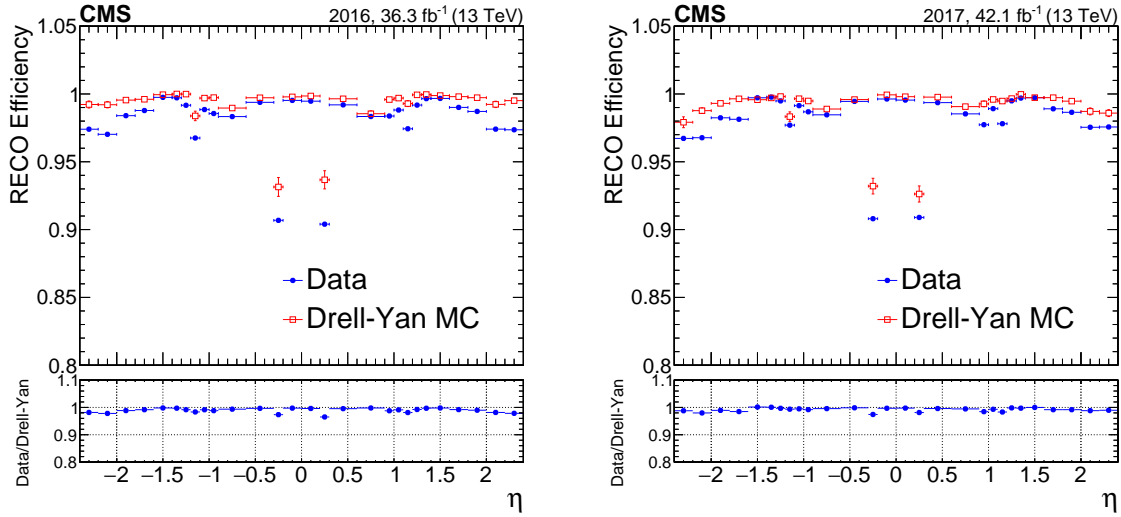 CMS 2016, 36.3 fb-1 (13 TeV)
RECO Efficiency
1.05
1
0.95
0.9
0.85
0.8
Data
Drell-Yan MC
Data/Drell-Yan
1.1
1
0.9
0.8
−2 −1.5 −1 −0.5 0 0.5 1 1.5 2
η
CMS 2017, 42.1 fb-1 (13 TeV)
RECO Efficiency
1.05
1
0.95
0.9
0.85
0.8
Data
Drell-Yan MC
Data/Drell-Yan
1.1
1
0.9
0.8
−2 −1.5 −1 −0.5 0 0.5 1 1.5 2
η